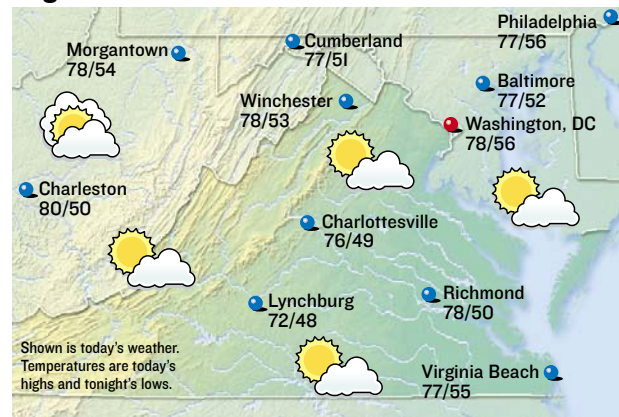 Philadelphia
77/56
Morgantown
78/54
Cumberland
77/51
Baltimore
77/52
Winchester
78/53
Washington, DC
78/56
Charleston
80/50
Charlottesville
76/49
Lynchburg
72/48
Richmond
78/50
Shown is today's weather.
Temperatures are today's
highs and tonight's lows.
Virginia Beach
77/55